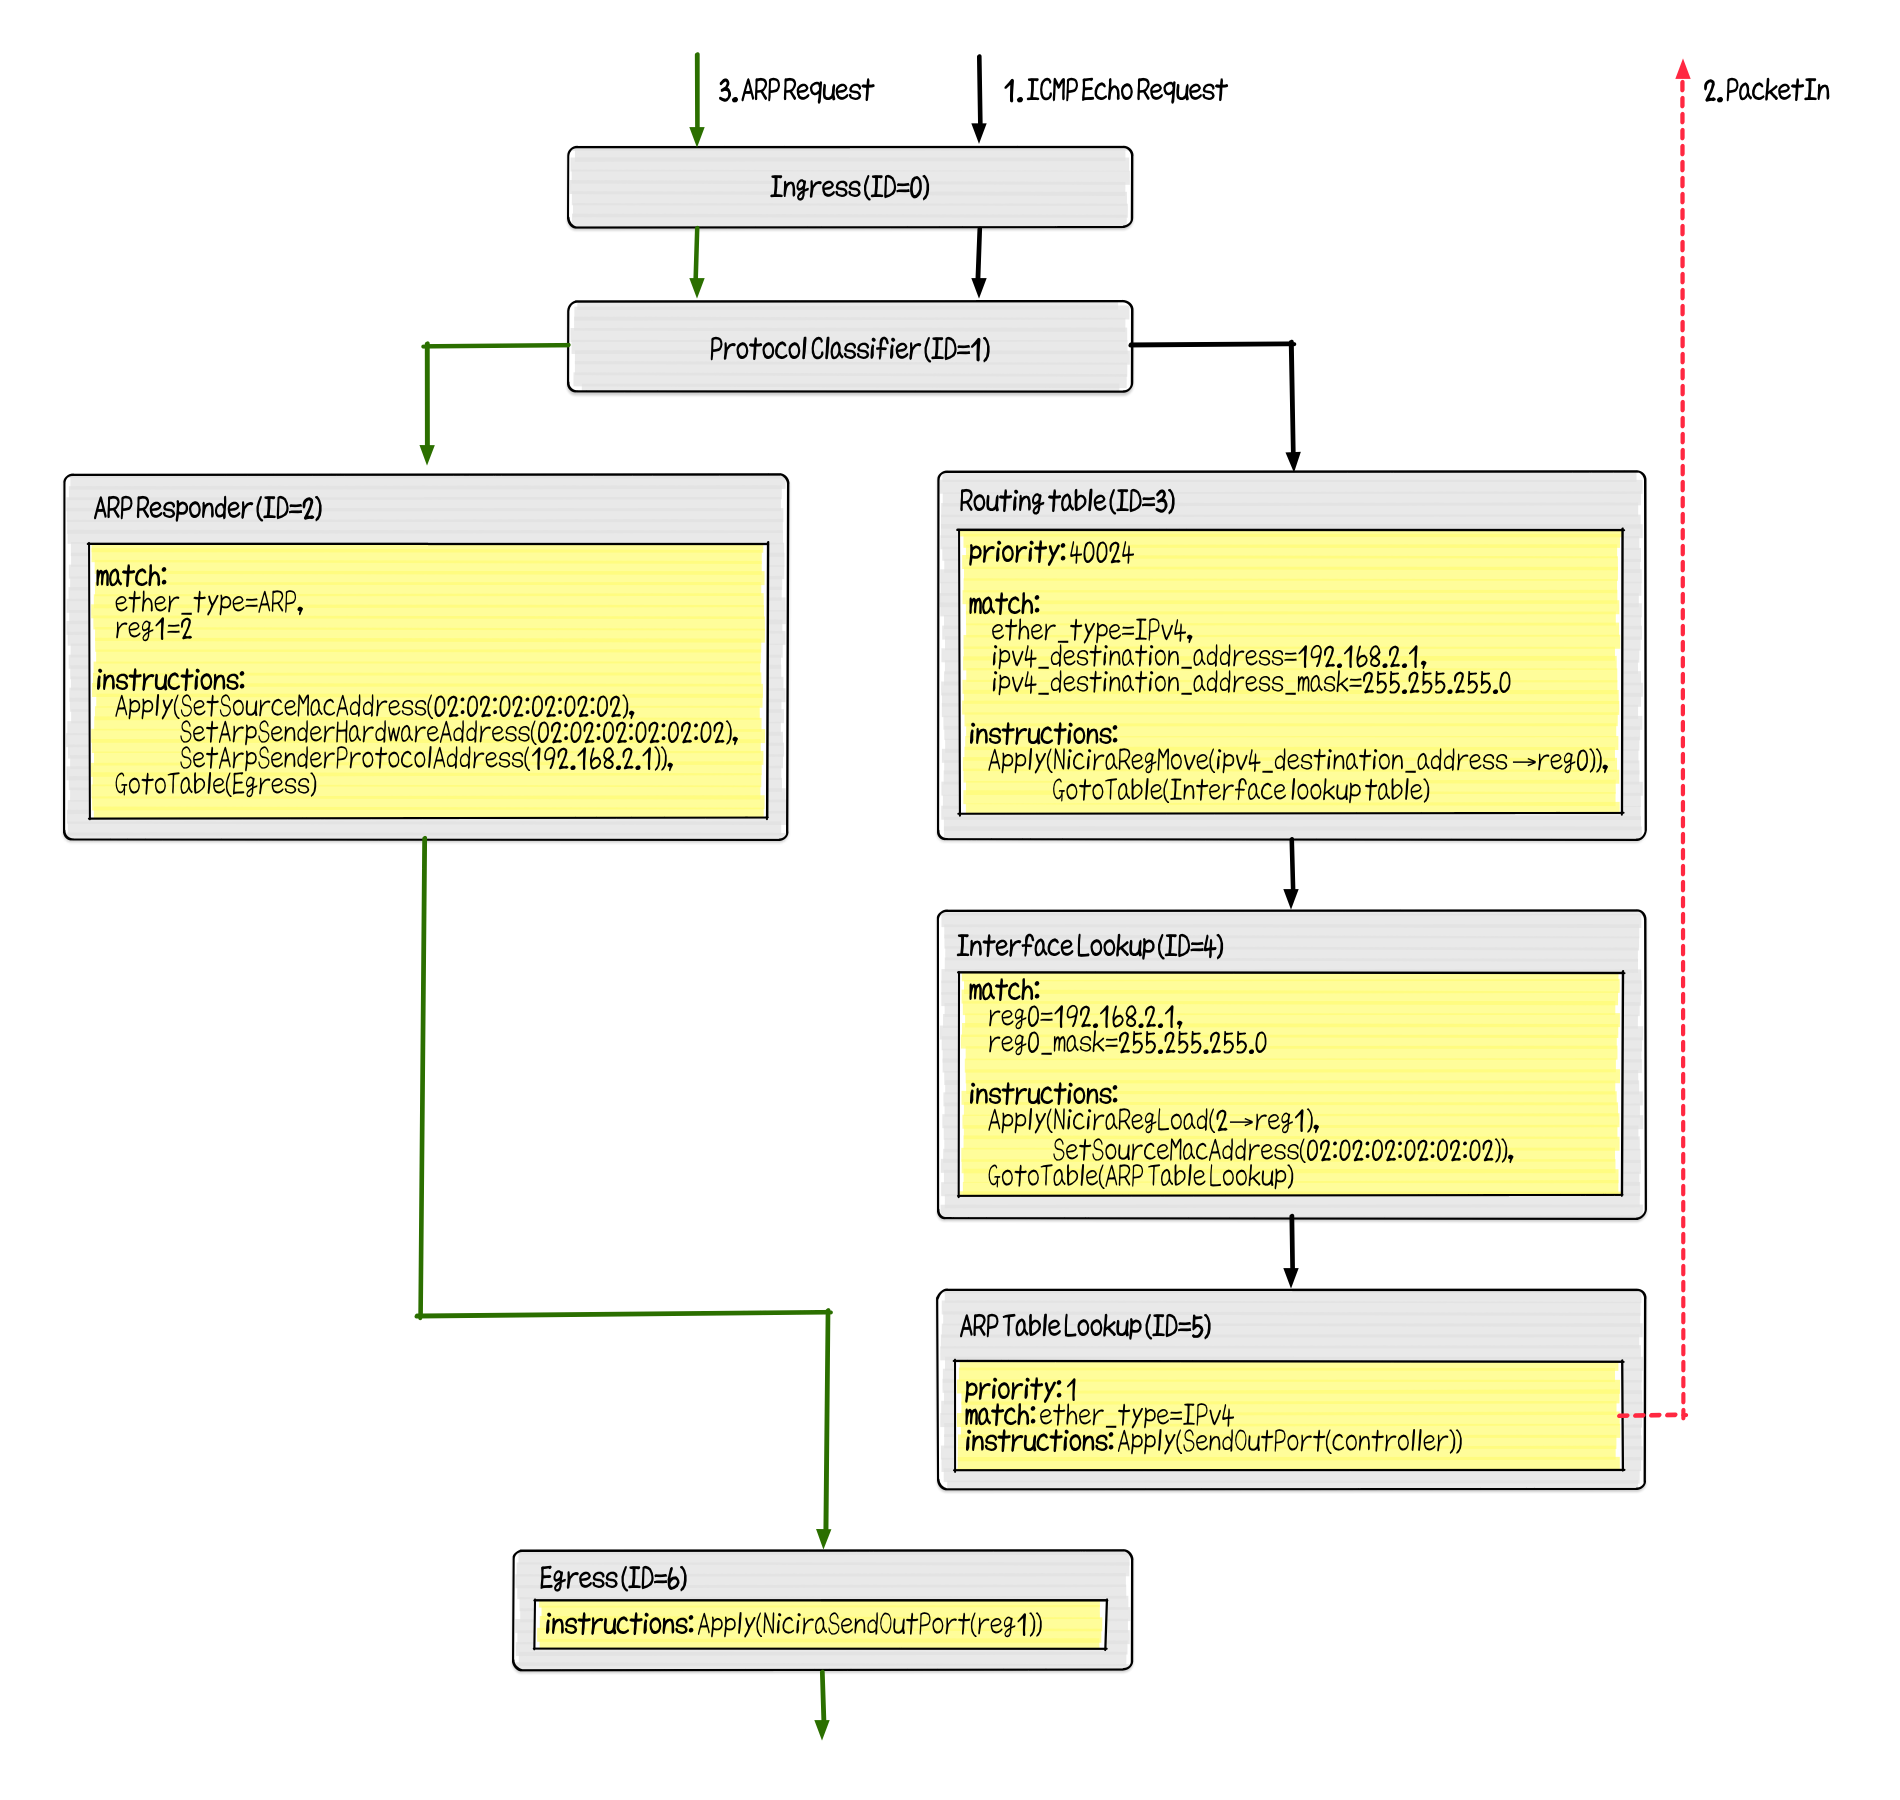 3. ARP Request
1. ICMP Echo Request
2. PacketIn
Ingress (ID=0)
Protocol Classifier (ID=1)
ARP Responder (ID=2)
match:
ether_type=ARP,
reg1=2
instructions:
Apply(SetSourceMacAddress(02:02:02:02:02:02),
SetArpSenderHardwareAddress(02:02:02:02:02:02),
SetArpSenderProtocolAddress(192.168.2.1)),
GotoTable(Egress)
Routing table (ID=3)
priority: 40024
match:
ether_type=IPv4,
ipv4_destination_address=192.168.2.1,
ipv4_destination_address_mask=255.255.255.0
instructions:
Apply(NiciraRegMove(ipv4_destination_address→reg0)),
GotoTable(Interface lookup table)
Interface Lookup (ID=4)
match:
reg0=192.168.2.1,
reg0_mask=255.255.255.0
instructions:
Apply(NiciraRegLoad(2→reg1),
SetSourceMacAddress(02:02:02:02:02:02)),
GotoTable(ARP Table Lookup)
ARP Table Lookup (ID=5)
priority: 1
match: ether_type=IPv4
instructions: Apply(SendOutPort(controller))
Egress (ID=6)
instructions: Apply(NiciraSendOutPort(reg1))